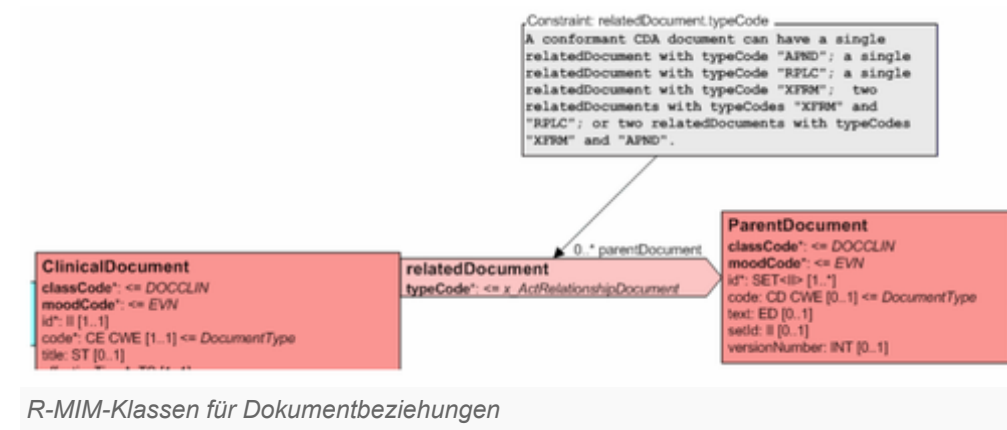 Constraint: relatedDocument.typeCode
A conformant CDA document can have a single
relatedDocument with typeCode "APND"; a single
relatedDocument with typeCode "RPLC"; a single
relatedDocument with typeCode "XFRM";  two
relatedDocuments with typeCodes "XFRM" and
"RPLC"; or two relatedDocuments with typeCodes
"XFRM" and "APND".
0..* parentDocument
ClinicalDocument
classCode*: <= DOCCLIN
moodCode*: <= EVN
id*: II [1..1]
code*: CE CWE [1..1] <= DocumentType
title: ST [0..1]
relatedDocument
typeCode*: <= x_ActRelationshipDocument
ParentDocument
classCode*: <= DOCCLIN
moodCode*: <= EVN
id*: SET<II> [1..*]
code: CD CWE [0..1] <= DocumentType
text: ED [0..1]
setId: II [0..1]
versionNumber: INT [0..1]
R-MIM-Klassen für Dokumentbeziehungen